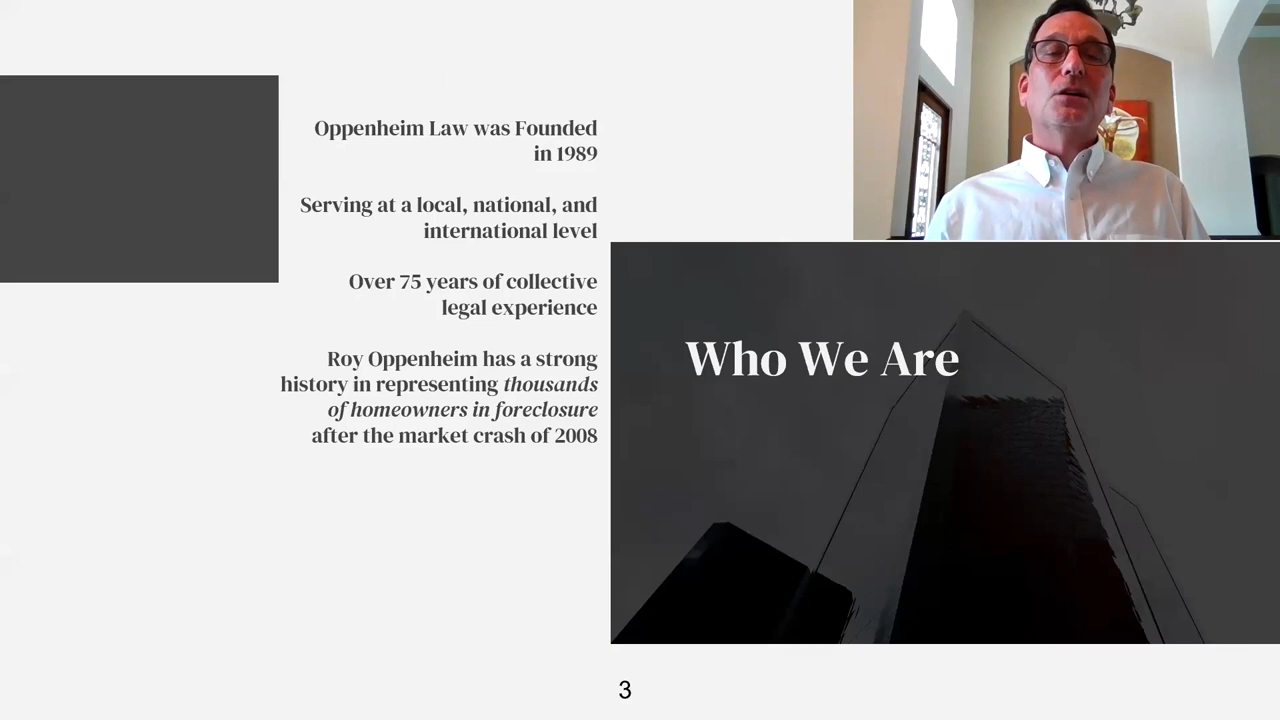 Oppenheim Law was Founded
in 1989
Serving at a local, national, and
international level
Over 75 years of collective
legal experience
Roy Oppenheim has a strong
history in representing thousands
of homeowners in foreclosure
after the market crash of 2008
Who We Are
3